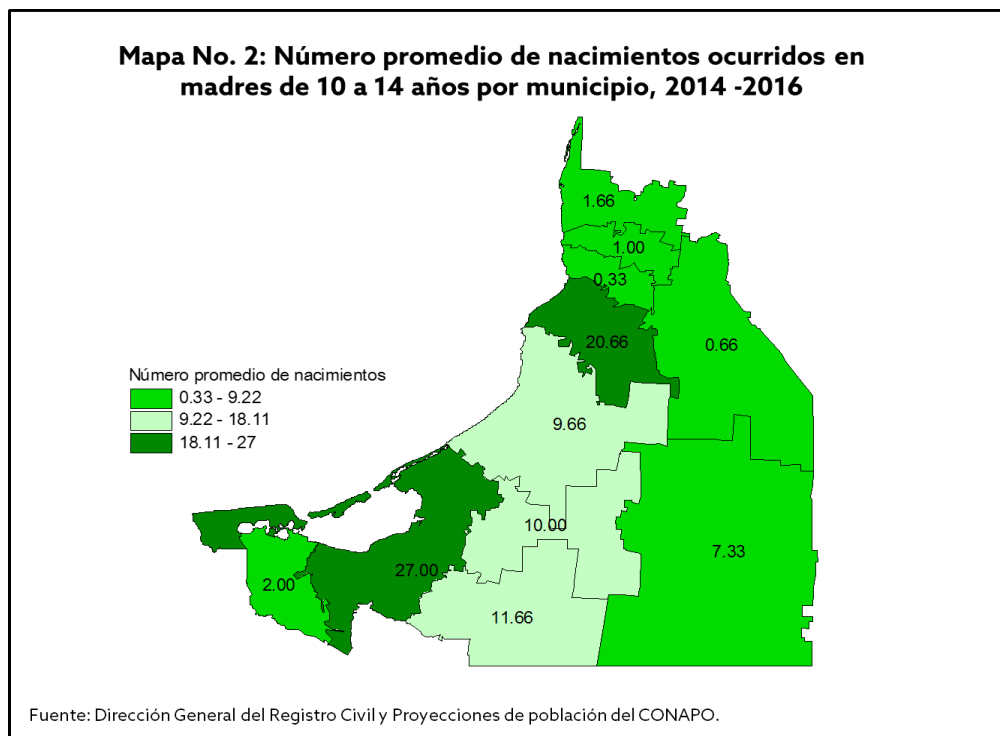 Mapa No. 2: Número promedio de nacimientos ocurridos en
madres de 10 a 14 años por municipio, 2014 -2016
1.66
1.00
0.33
20.66
0.66
Número promedio de nacimientos
0.33 - 9.22
9.22 - 18.11
18.11 - 27
9.66
10.00
7.33
27.00
2.00
11.66
Fuente: Dirección General del Registro Civil y Proyecciones de población del CONAPO.